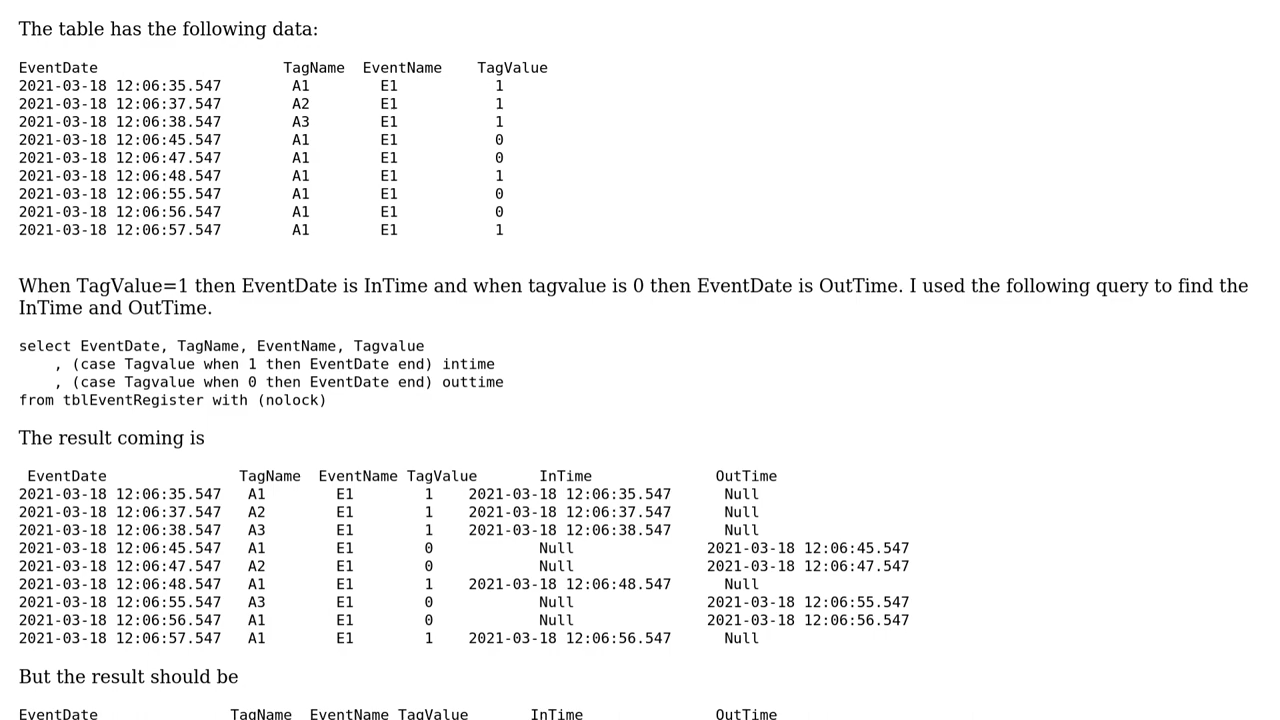 The table has the following data:
EventDate                     TagName  EventName    TagValue
2021-03-18 12:06:35.547        A1        E1           1
2021-03-18 12:06:37.547        A2        E1           1
2021-03-18 12:06:38.547        A3        E1           1
2021-03-18 12:06:45.547        A1        E1           0
2021-03-18 12:06:47.547        A1        E1           0
2021-03-18 12:06:48.547        A1        E1           1
2021-03-18 12:06:55.547        A1        E1           0
2021-03-18 12:06:56.547        A1        E1           0
2021-03-18 12:06:57.547        A1        E1           1
When TagValue=1 then EventDate is InTime and when tagvalue is 0 then EventDate is OutTime. I used the following query to find the
InTime and OutTime.
select EventDate, TagName, EventName, Tagvalue
    , (case Tagvalue when 1 then EventDate end) intime
    , (case Tagvalue when 0 then EventDate end) outtime
from tblEventRegister with (nolock)
The result coming is
 EventDate               TagName  EventName TagValue       InTime              OutTime
2021-03-18 12:06:35.547   A1        E1        1    2021-03-18 12:06:35.547      Null
2021-03-18 12:06:37.547   A2        E1        1    2021-03-18 12:06:37.547      Null
2021-03-18 12:06:38.547   A3        E1        1    2021-03-18 12:06:38.547      Null
2021-03-18 12:06:45.547   A1        E1        0            Null               2021-03-18 12:06:45.547
2021-03-18 12:06:47.547   A2        E1        0            Null               2021-03-18 12:06:47.547
2021-03-18 12:06:48.547   A1        E1        1    2021-03-18 12:06:48.547      Null
2021-03-18 12:06:55.547   A3        E1        0            Null               2021-03-18 12:06:55.547
2021-03-18 12:06:56.547   A1        E1        0            Null               2021-03-18 12:06:56.547
2021-03-18 12:06:57.547   A1        E1        1    2021-03-18 12:06:56.547      Null
But the result should be
EventDate               TagName  EventName TagValue       InTime               OutTime